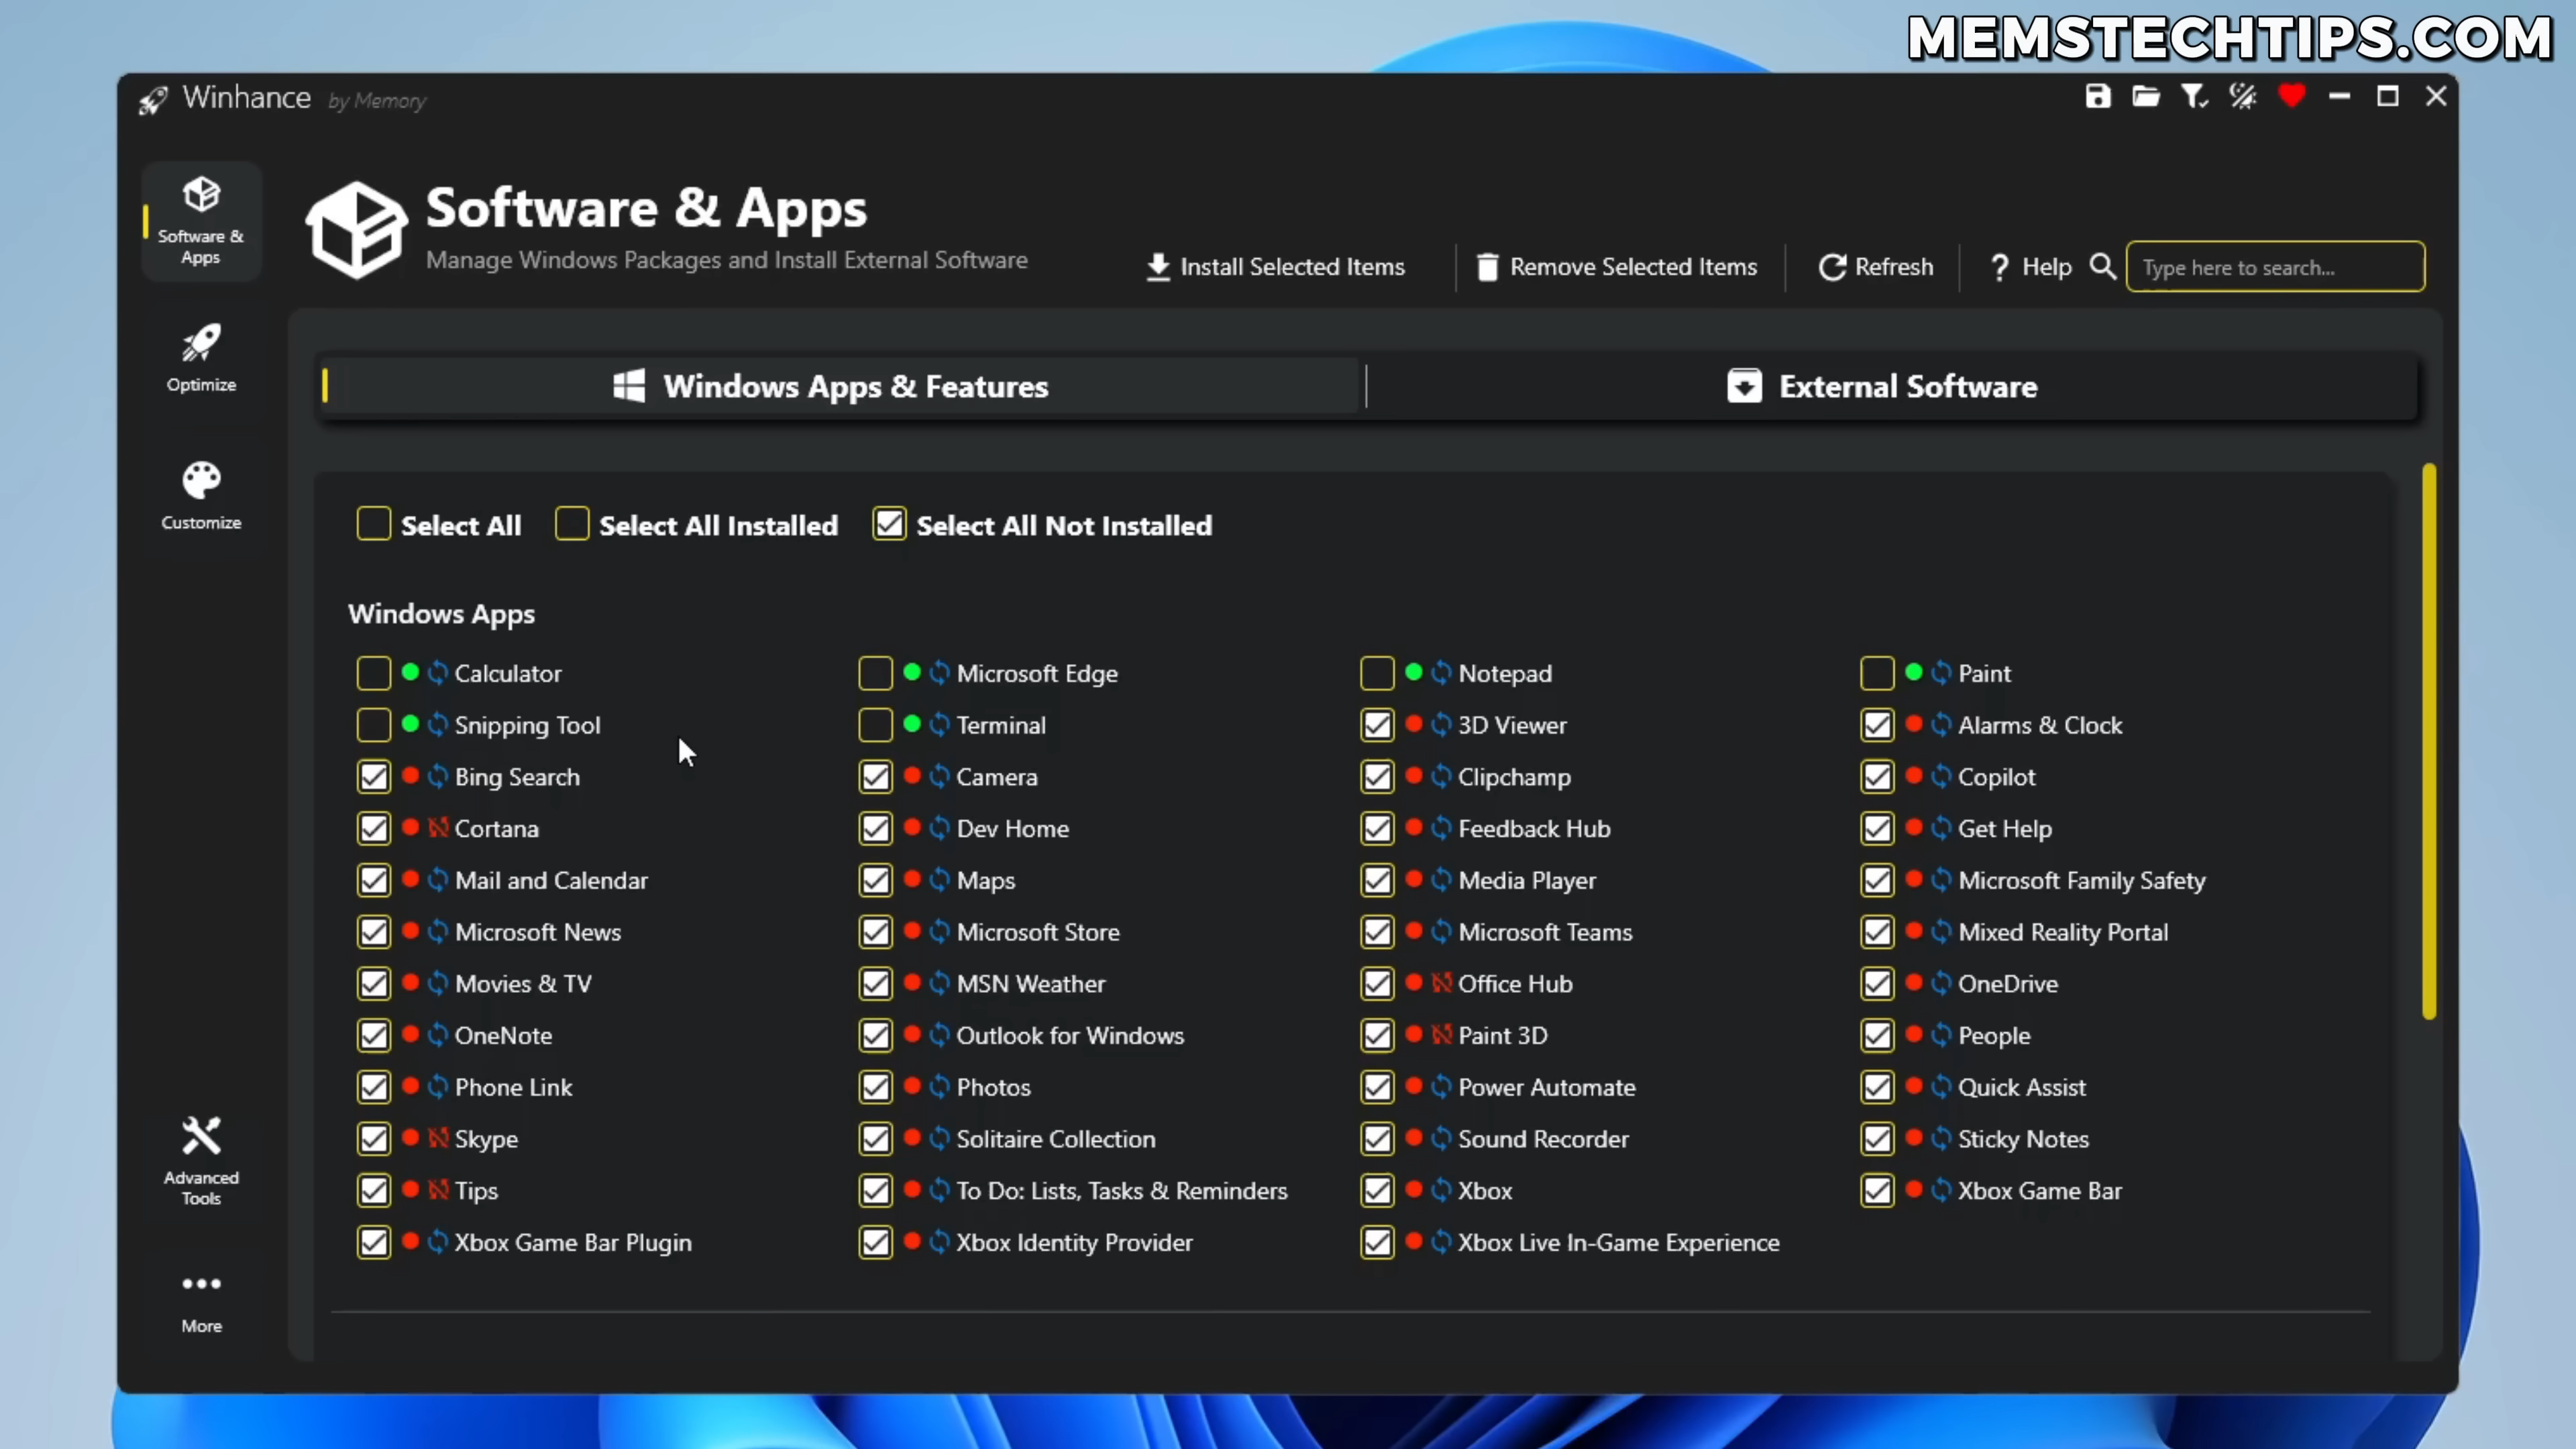 MEMSTECHTIPS.COM
Winhance by Memory
Software & Apps
Manage Windows Packages and Install External Software
Install Selected Items
Remove Selected Items
Refresh
? Help
Type here to search...
Software &
Apps
Optimize
Customize
Advanced
Tools
More
Windows Apps & Features
External Software
Select All
Select All Installed
Select All Not Installed
Windows Apps
Calculator
Microsoft Edge
Notepad
Paint
Snipping Tool
Terminal
3D Viewer
Alarms & Clock
Bing Search
Camera
Clipchamp
Copilot
Cortana
Dev Home
Feedback Hub
Get Help
Mail and Calendar
Maps
Media Player
Microsoft Family Safety
Microsoft News
Microsoft Store
Microsoft Teams
Mixed Reality Portal
Movies & TV
MSN Weather
Office Hub
OneDrive
OneNote
Outlook for Windows
Paint 3D
People
Phone Link
Photos
Power Automate
Quick Assist
Skype
Solitaire Collection
Sound Recorder
Sticky Notes
Tips
To Do: Lists, Tasks & Reminders
Xbox
Xbox Game Bar
Xbox Game Bar Plugin
Xbox Identity Provider
Xbox Live In-Game Experience